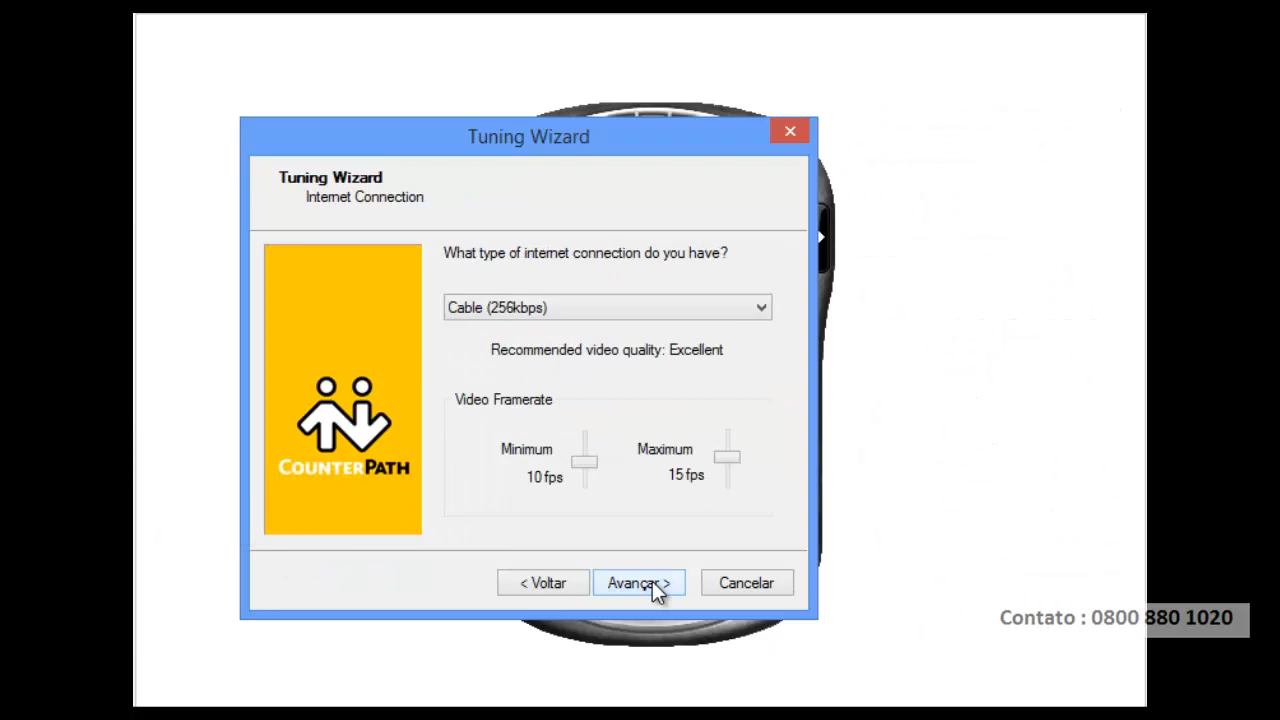 Tuning Wizard
Tuning Wizard
Internet Connection
What type of internet connection do you have?
Cable (256kbps)
Recommended video quality: Excellent
Video Framerate
Minimum
10 fps
Maximum
15 fps
COUNTERPATH
< Voltar
Avançar >
Cancelar
Contato : 0800 880 1020